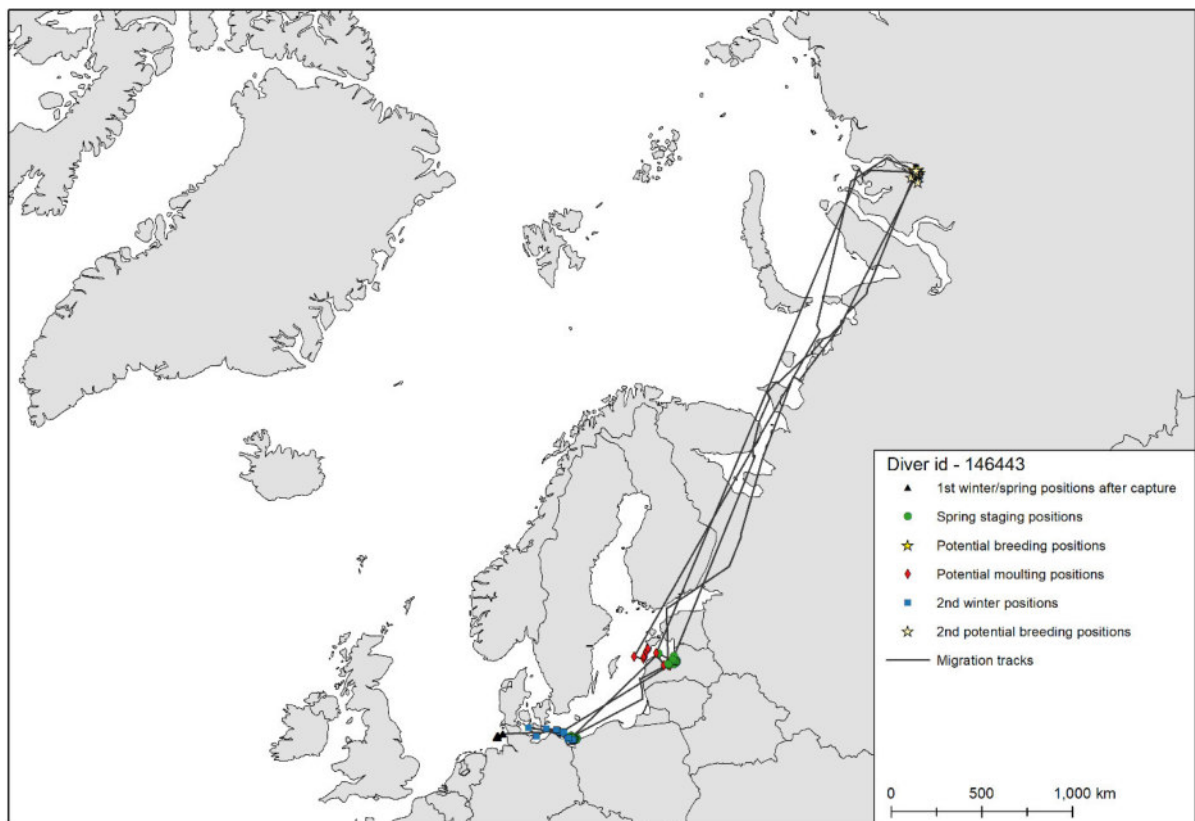 Diver id - 146443
1st winter/spring positions after capture
Spring staging positions
Potential breeding positions
Potential moulting positions
2nd winter positions
2nd potential breeding positions
Migration tracks
0 500 1,000 km